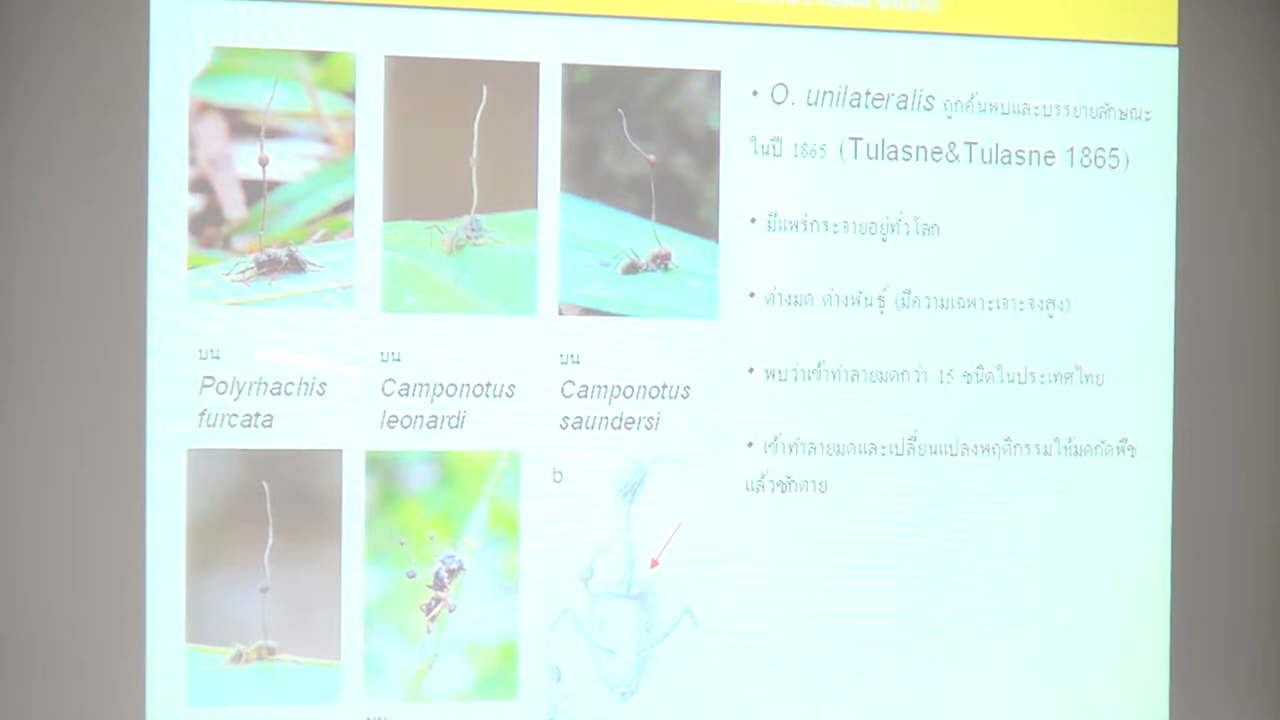 • O. unilateralis ถูกค้นพบและบรรยายลักษณะ
ในปี 1865 (Tulasne&Tulasne 1865)
• มีแพร่กระจายอยู่ทั่วโลก
• ต่างมด ต่างพันธุ์ (มีความเฉพาะเจาะจงสูง)
• พบว่าเข้าทำลายมดกว่า 15 ชนิดในประเทศไทย
• เข้าทำลายมดและเปลี่ยนแปลงพฤติกรรมให้มดกัดพืช
แล้วชักตาย
บน
Polyrhachis
furcata
บน
Camponotus
leonardi
บน
Camponotus
saundersi
b